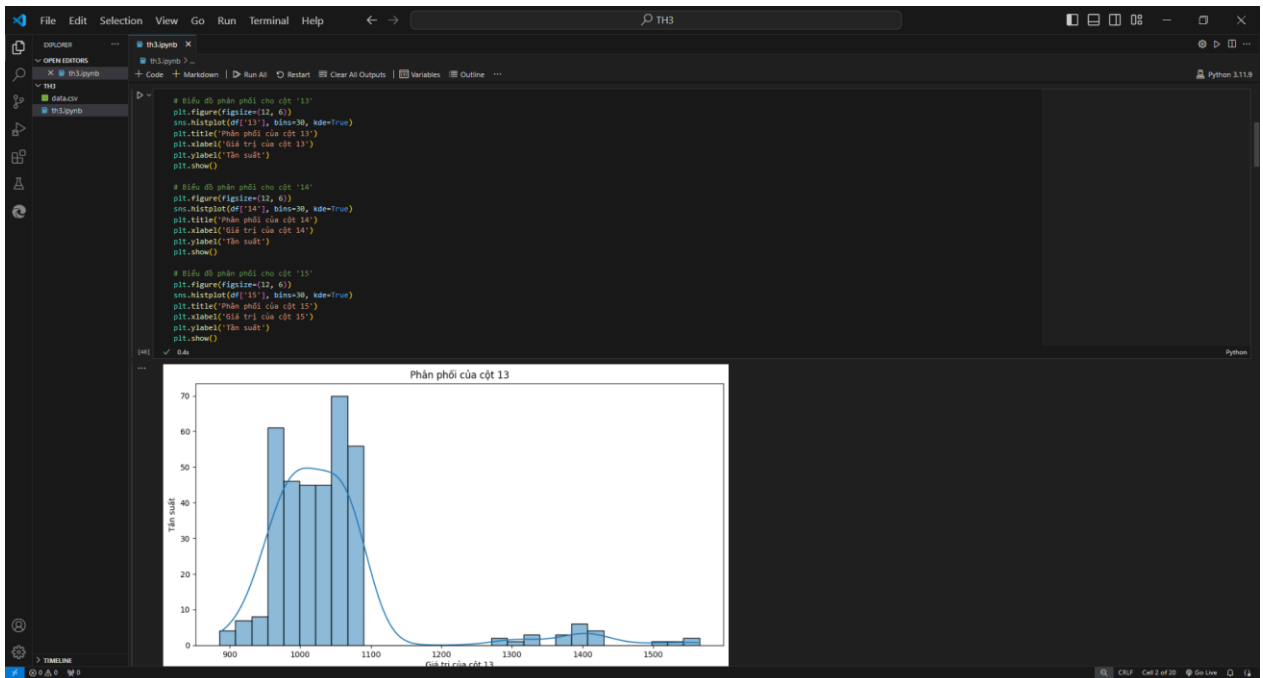 File Edit Selection View Go Run Terminal Help
TH3
EXPLORER
OPEN EDITORS
th3.ipynb
TH3
data.csv
th3.ipynb
TIMELINE
th3.ipynb
th3.ipynb > ...
+ Code + Markdown | Run All Restart Clear All Outputs | Variables Outline ...
Python 3.11.9
# Biểu đồ phân phối cho cột '13'
plt.figure(figsize=(12, 6))
sns.histplot(df['13'], bins=30, kde=True)
plt.title('Phân phối của cột 13')
plt.xlabel('Giá trị của cột 13')
plt.ylabel('Tần suất')
plt.show()
# Biểu đồ phân phối cho cột '14'
plt.figure(figsize=(12, 6))
sns.histplot(df['14'], bins=30, kde=True)
plt.title('Phân phối của cột 14')
plt.xlabel('Giá trị của cột 14')
plt.ylabel('Tần suất')
plt.show()
# Biểu đồ phân phối cho cột '15'
plt.figure(figsize=(12, 6))
sns.histplot(df['15'], bins=30, kde=True)
plt.title('Phân phối của cột 15')
plt.xlabel('Giá trị của cột 15')
plt.ylabel('Tần suất')
plt.show()
[48] 0.4s
Python
Phân phối của cột 13
70
60
50
40
30
20
10
0
Tần suất
900 1000 1100 1200 1300 1400 1500
Giá trị của cột 13
0 0 0
CRLF Cell 2 of 20 Go Live